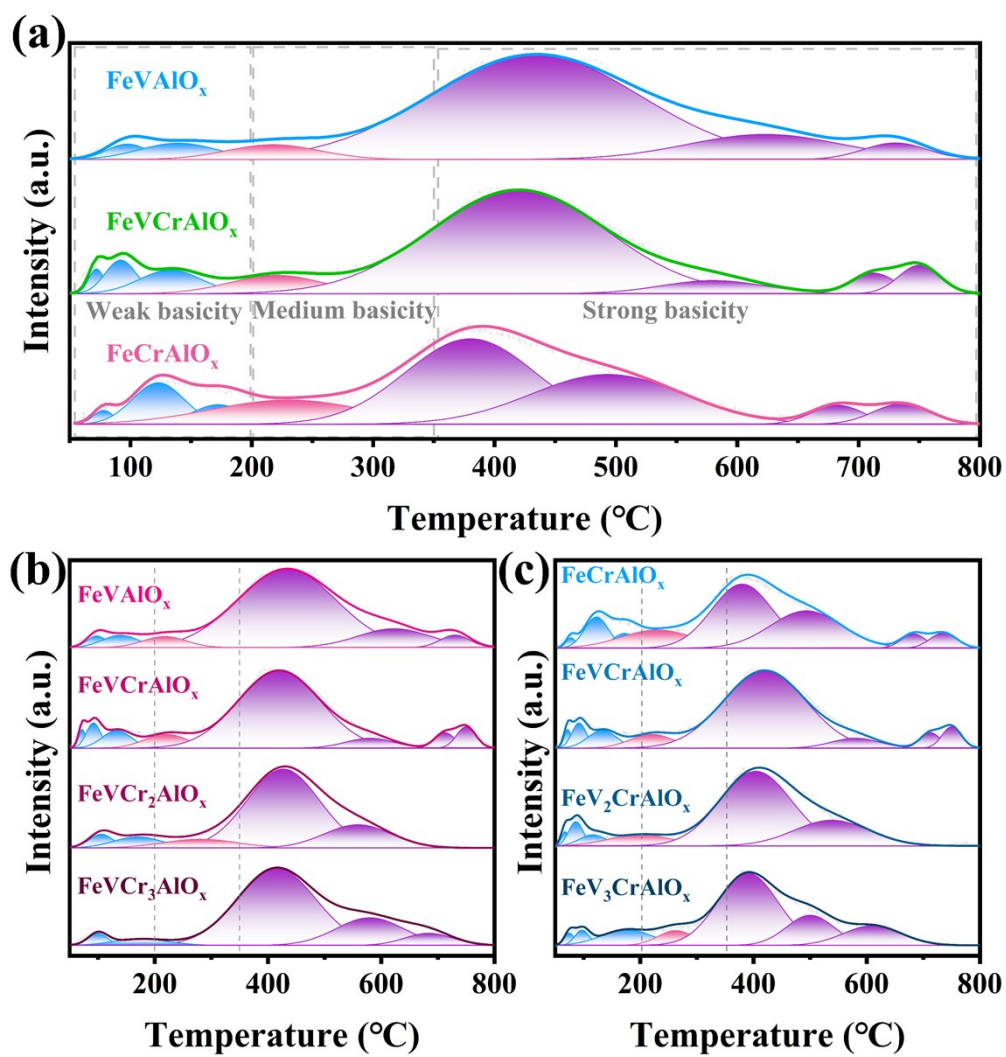 (a)
FeVAlOₓ
FeVCrAlOₓ
Weak basicity
Medium basicity
Strong basicity
FeCrAlOₓ
Intensity (a.u.)
100
200
300
400
500
600
700
800
Temperature (°C)
(b)
FeVAlOₓ
FeVCrAlOₓ
FeVCr₂AlOₓ
FeVCr₃AlOₓ
Intensity (a.u.)
200
400
600
800
Temperature (°C)
(c)
FeCrAlOₓ
FeVCrAlOₓ
FeV₂CrAlOₓ
FeV₃CrAlOₓ
Intensity (a.u.)
200
400
600
800
Temperature (°C)